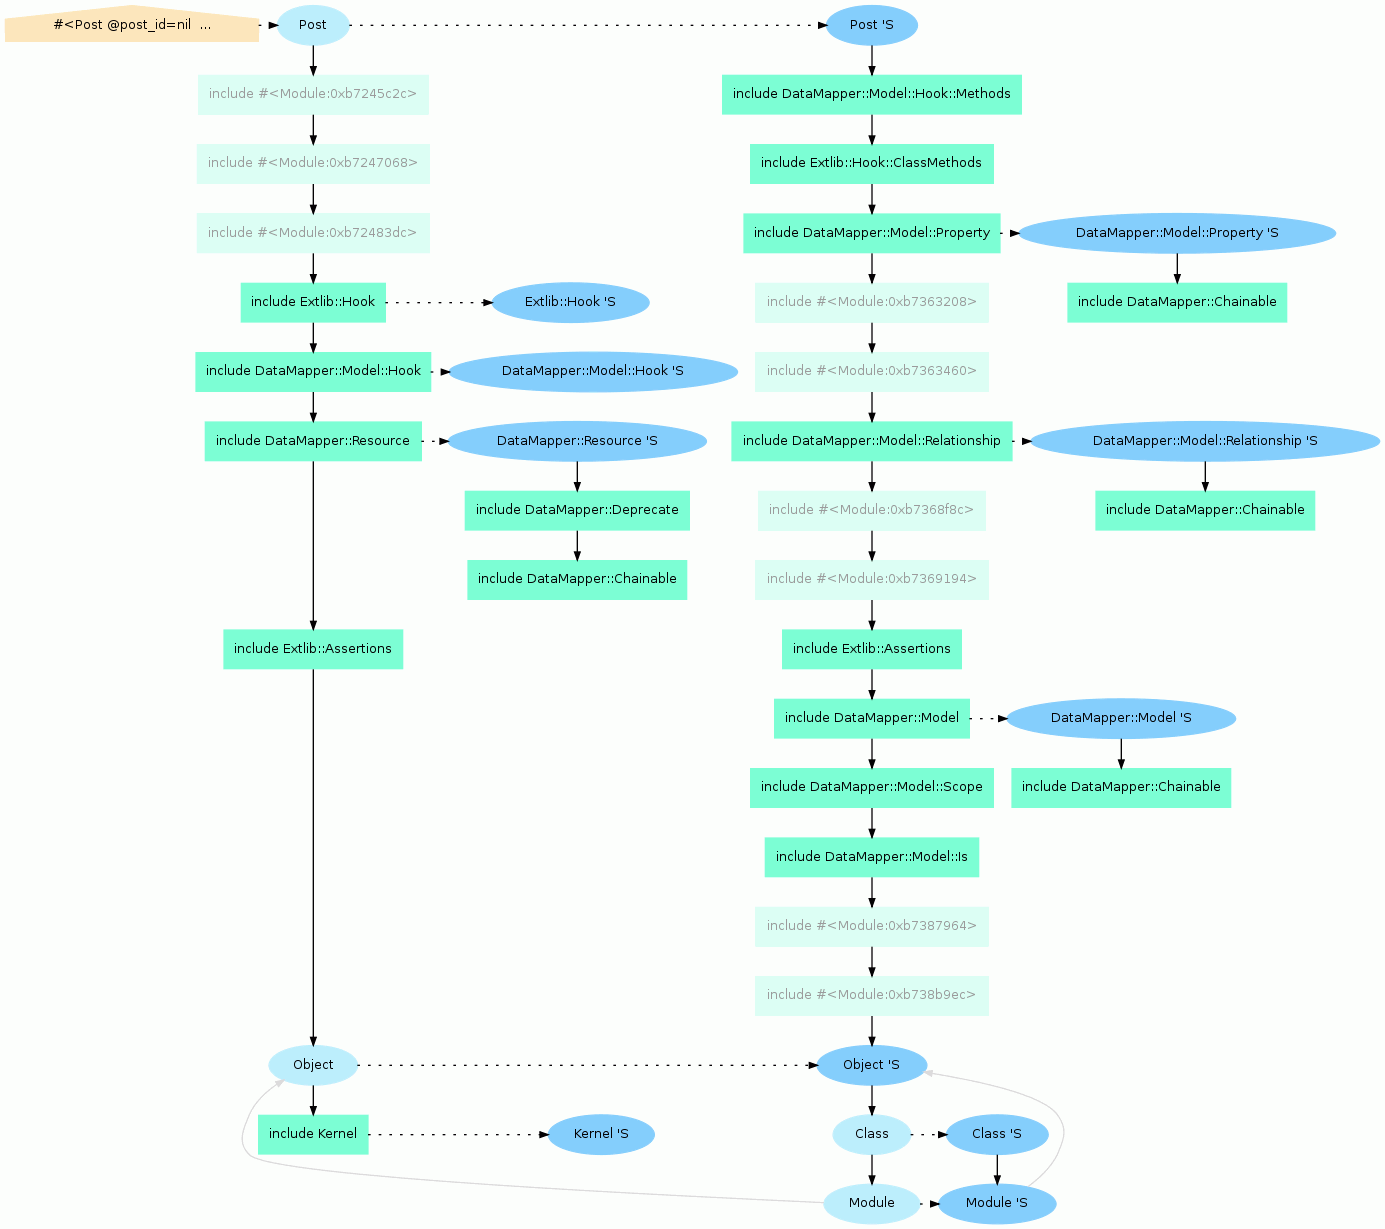 #<Post @post_id=nil  ...
Post
Post 'S
include #<Module:0xb7245c2c>
include DataMapper::Model::Hook::Methods
include #<Module:0xb7247068>
include Extlib::Hook::ClassMethods
include #<Module:0xb72483dc>
include DataMapper::Model::Property
DataMapper::Model::Property 'S
include Extlib::Hook
Extlib::Hook 'S
include #<Module:0xb7363208>
include DataMapper::Chainable
include DataMapper::Model::Hook
DataMapper::Model::Hook 'S
include #<Module:0xb7363460>
include DataMapper::Resource
DataMapper::Resource 'S
include DataMapper::Model::Relationship
DataMapper::Model::Relationship 'S
include DataMapper::Deprecate
include #<Module:0xb7368f8c>
include DataMapper::Chainable
include DataMapper::Chainable
include #<Module:0xb7369194>
include Extlib::Assertions
include Extlib::Assertions
include DataMapper::Model
DataMapper::Model 'S
include DataMapper::Model::Scope
include DataMapper::Chainable
include DataMapper::Model::Is
include #<Module:0xb7387964>
include #<Module:0xb738b9ec>
Object
Object 'S
include Kernel
Kernel 'S
Class
Class 'S
Module
Module 'S